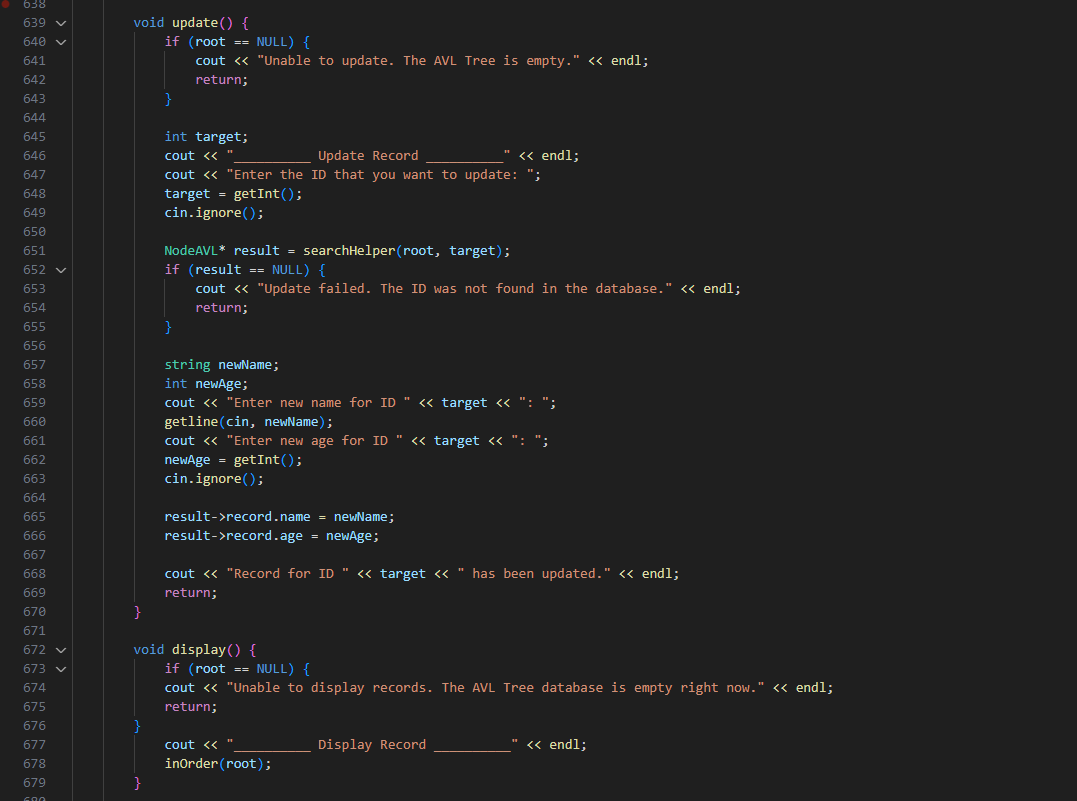 638
639 void update() {
640 if (root == NULL) {
641 cout << "Unable to update. The AVL Tree is empty." << endl;
642 return;
643 }
644
645 int target;
646 cout << "__________ Update Record __________" << endl;
647 cout << "Enter the ID that you want to update: ";
648 target = getInt();
649 cin.ignore();
650
651 NodeAVL* result = searchHelper(root, target);
652 if (result == NULL) {
653 cout << "Update failed. The ID was not found in the database." << endl;
654 return;
655 }
656
657 string newName;
658 int newAge;
659 cout << "Enter new name for ID " << target << ": ";
660 getline(cin, newName);
661 cout << "Enter new age for ID " << target << ": ";
662 newAge = getInt();
663 cin.ignore();
664
665 result->record.name = newName;
666 result->record.age = newAge;
667
668 cout << "Record for ID " << target << " has been updated." << endl;
669 return;
670 }
671
672 void display() {
673 if (root == NULL) {
674 cout << "Unable to display records. The AVL Tree database is empty right now." << endl;
675 return;
676 }
677 cout << "__________ Display Record __________" << endl;
678 inOrder(root);
679 }
680